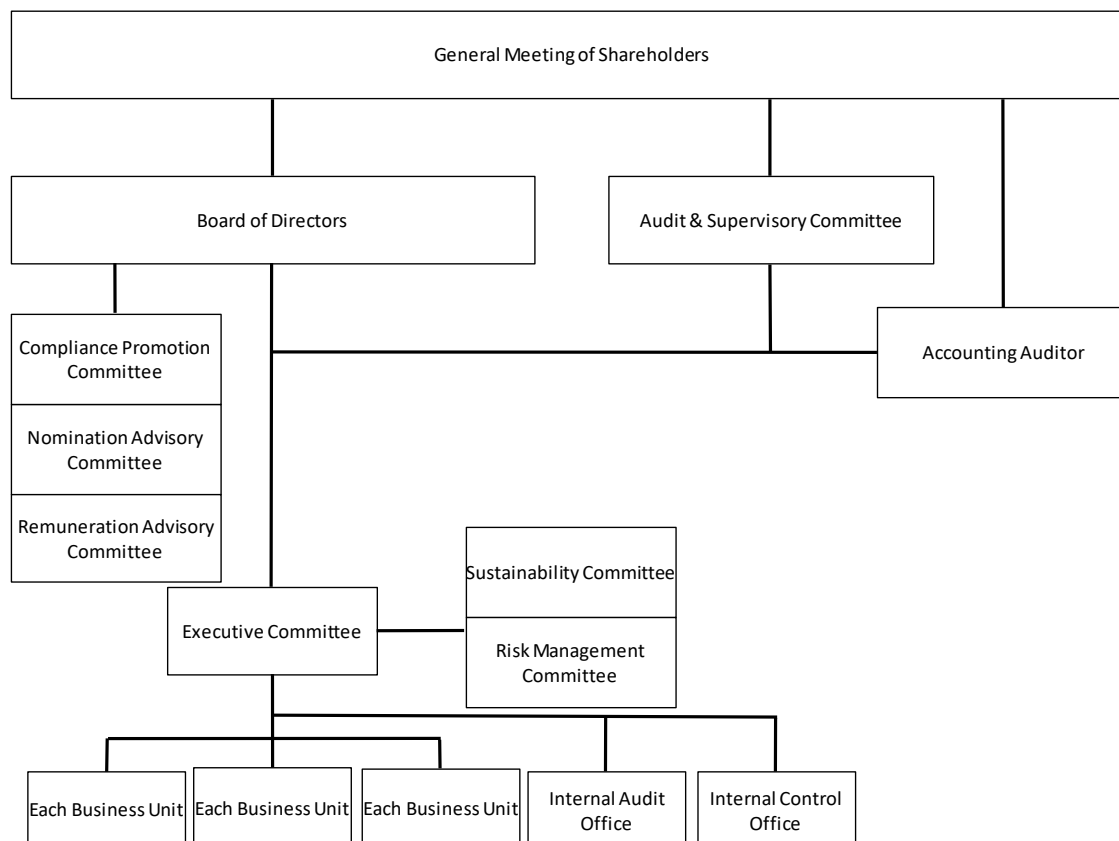 General Meeting of Shareholders
Board of Directors
Audit & Supervisory Committee
Compliance Promotion
Committee
Accounting Auditor
Nomination Advisory
Committee
Remuneration Advisory
Committee
Sustainability Committee
Executive Committee
Risk Management
Committee
Each Business Unit
Each Business Unit
Each Business Unit
Internal Audit
Office
Internal Control
Office